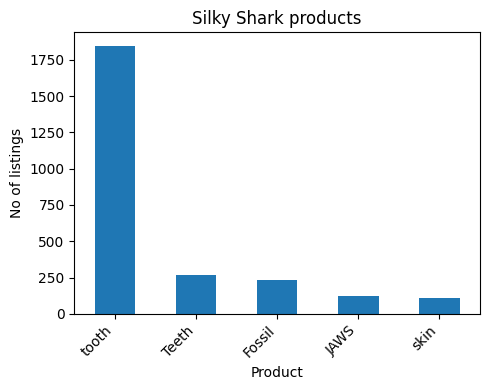 Silky Shark products
No of listings
1750
1500
1250
1000
750
500
250
0
tooth
Teeth
Fossil
JAWS
skin
Product